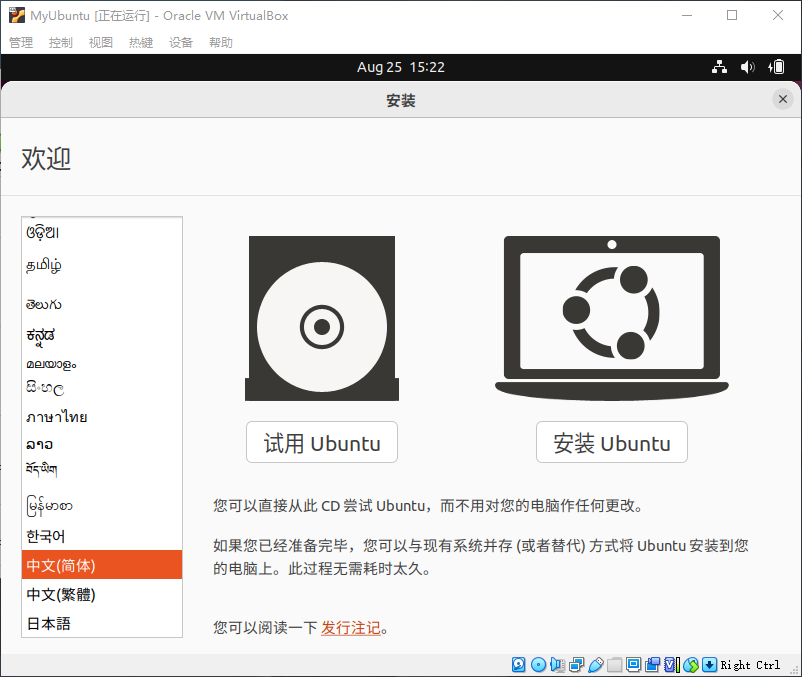 MyUbuntu [正在运行] - Oracle VM VirtualBox
管理 控制 视图 热键 设备 帮助
Aug 25 15:22
安装
欢迎
ଓଡ଼ିଆ
தமிழ்
తెలుగు
ಕನ್ನಡ
മലയാളം
සිංහල
ภาษาไทย
ລາວ
བོད་ཡིག
မြန်မာစာ
한국어
中文(简体)
中文(繁體)
日本語
试用 Ubuntu
安装 Ubuntu
您可以直接从此 CD 尝试 Ubuntu，而不用对您的电脑作任何更改。
如果您已经准备完毕，您可以与现有系统并存 (或者替代) 方式将 Ubuntu 安装到您
的电脑上。此过程无需耗时太久。
您可以阅读一下 发行注记。
Right Ctrl